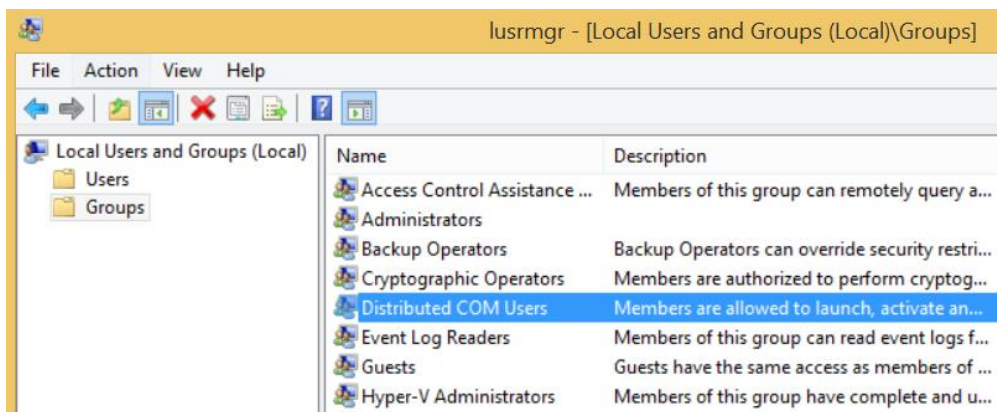 lusrmgr - [Local Users and Groups (Local)\Groups]
File Action View Help
Local Users and Groups (Local)
Users
Groups
Name Description
Access Control Assistance ... Members of this group can remotely query a...
Administrators
Backup Operators Backup Operators can override security restri...
Cryptographic Operators Members are authorized to perform cryptog...
Distributed COM Users Members are allowed to launch, activate an...
Event Log Readers Members of this group can read event logs f...
Guests Guests have the same access as members of ...
Hyper-V Administrators Members of this group have complete and u...